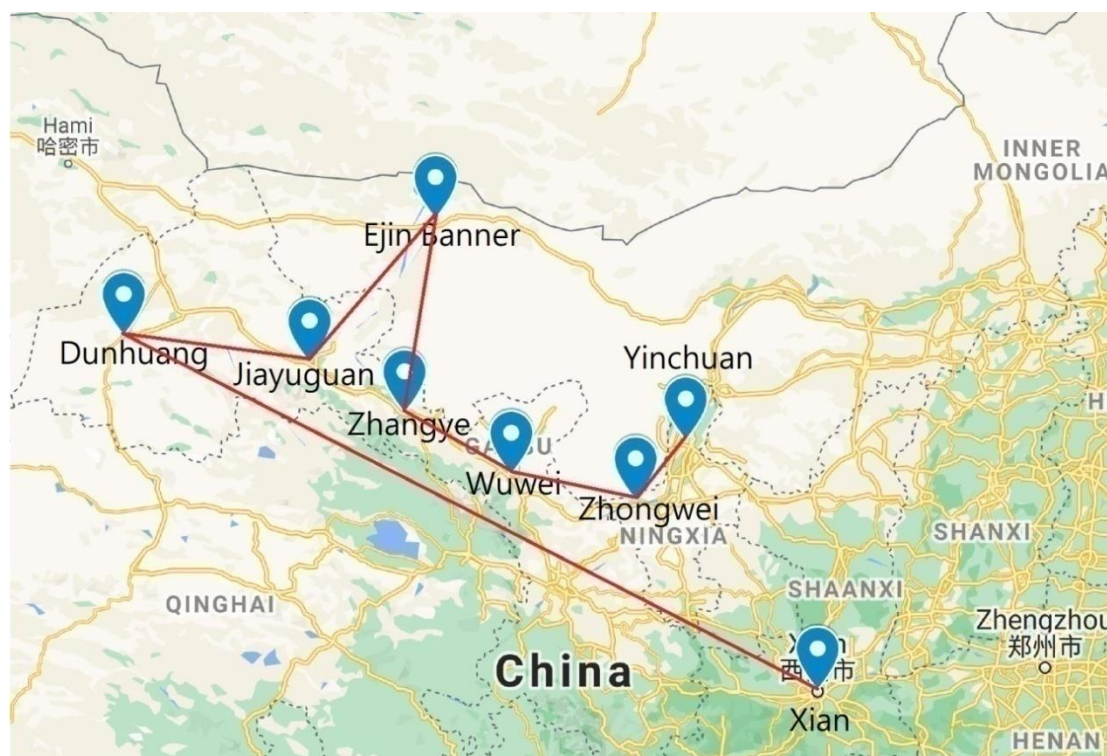 Hami
哈密市
INNER
MONGOLIA
Ejin Banner
Dunhuang
Jiayuguan
Yinchuan
Zhangye
Wuwei
Zhongwei
NINGXIA
SHANXI
QINGHAI
SHAANXI
Zhengzhou
郑州市
China
Xian
HENAN